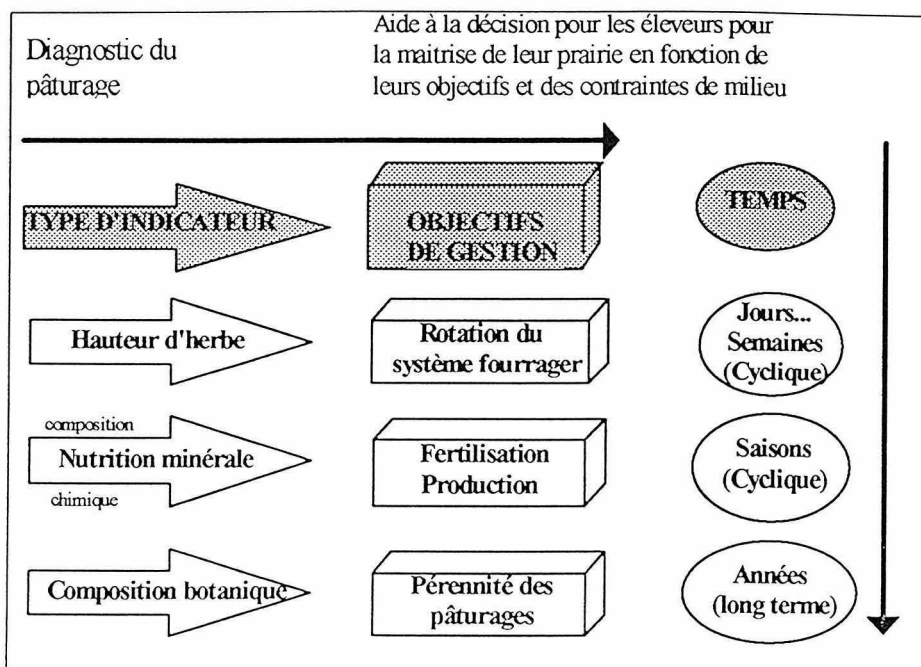 Diagnostic du
pâturage
Aide à la décision pour les éleveurs pour
la maitrise de leur prairie en fonction de
leurs objectifs et des contraintes de milieu
TYPE D'INDICATEUR
OBJECTIFS
DE GESTION
TEMPS
Hauteur d'herbe
Rotation du
système fourrager
Jours...
Semaines
(Cyclique)
composition
Nutrition minérale
chimique
Fertilisation
Production
Saisons
(Cyclique)
Composition botanique
Pérennité des
pâturages
Années
(long terme)